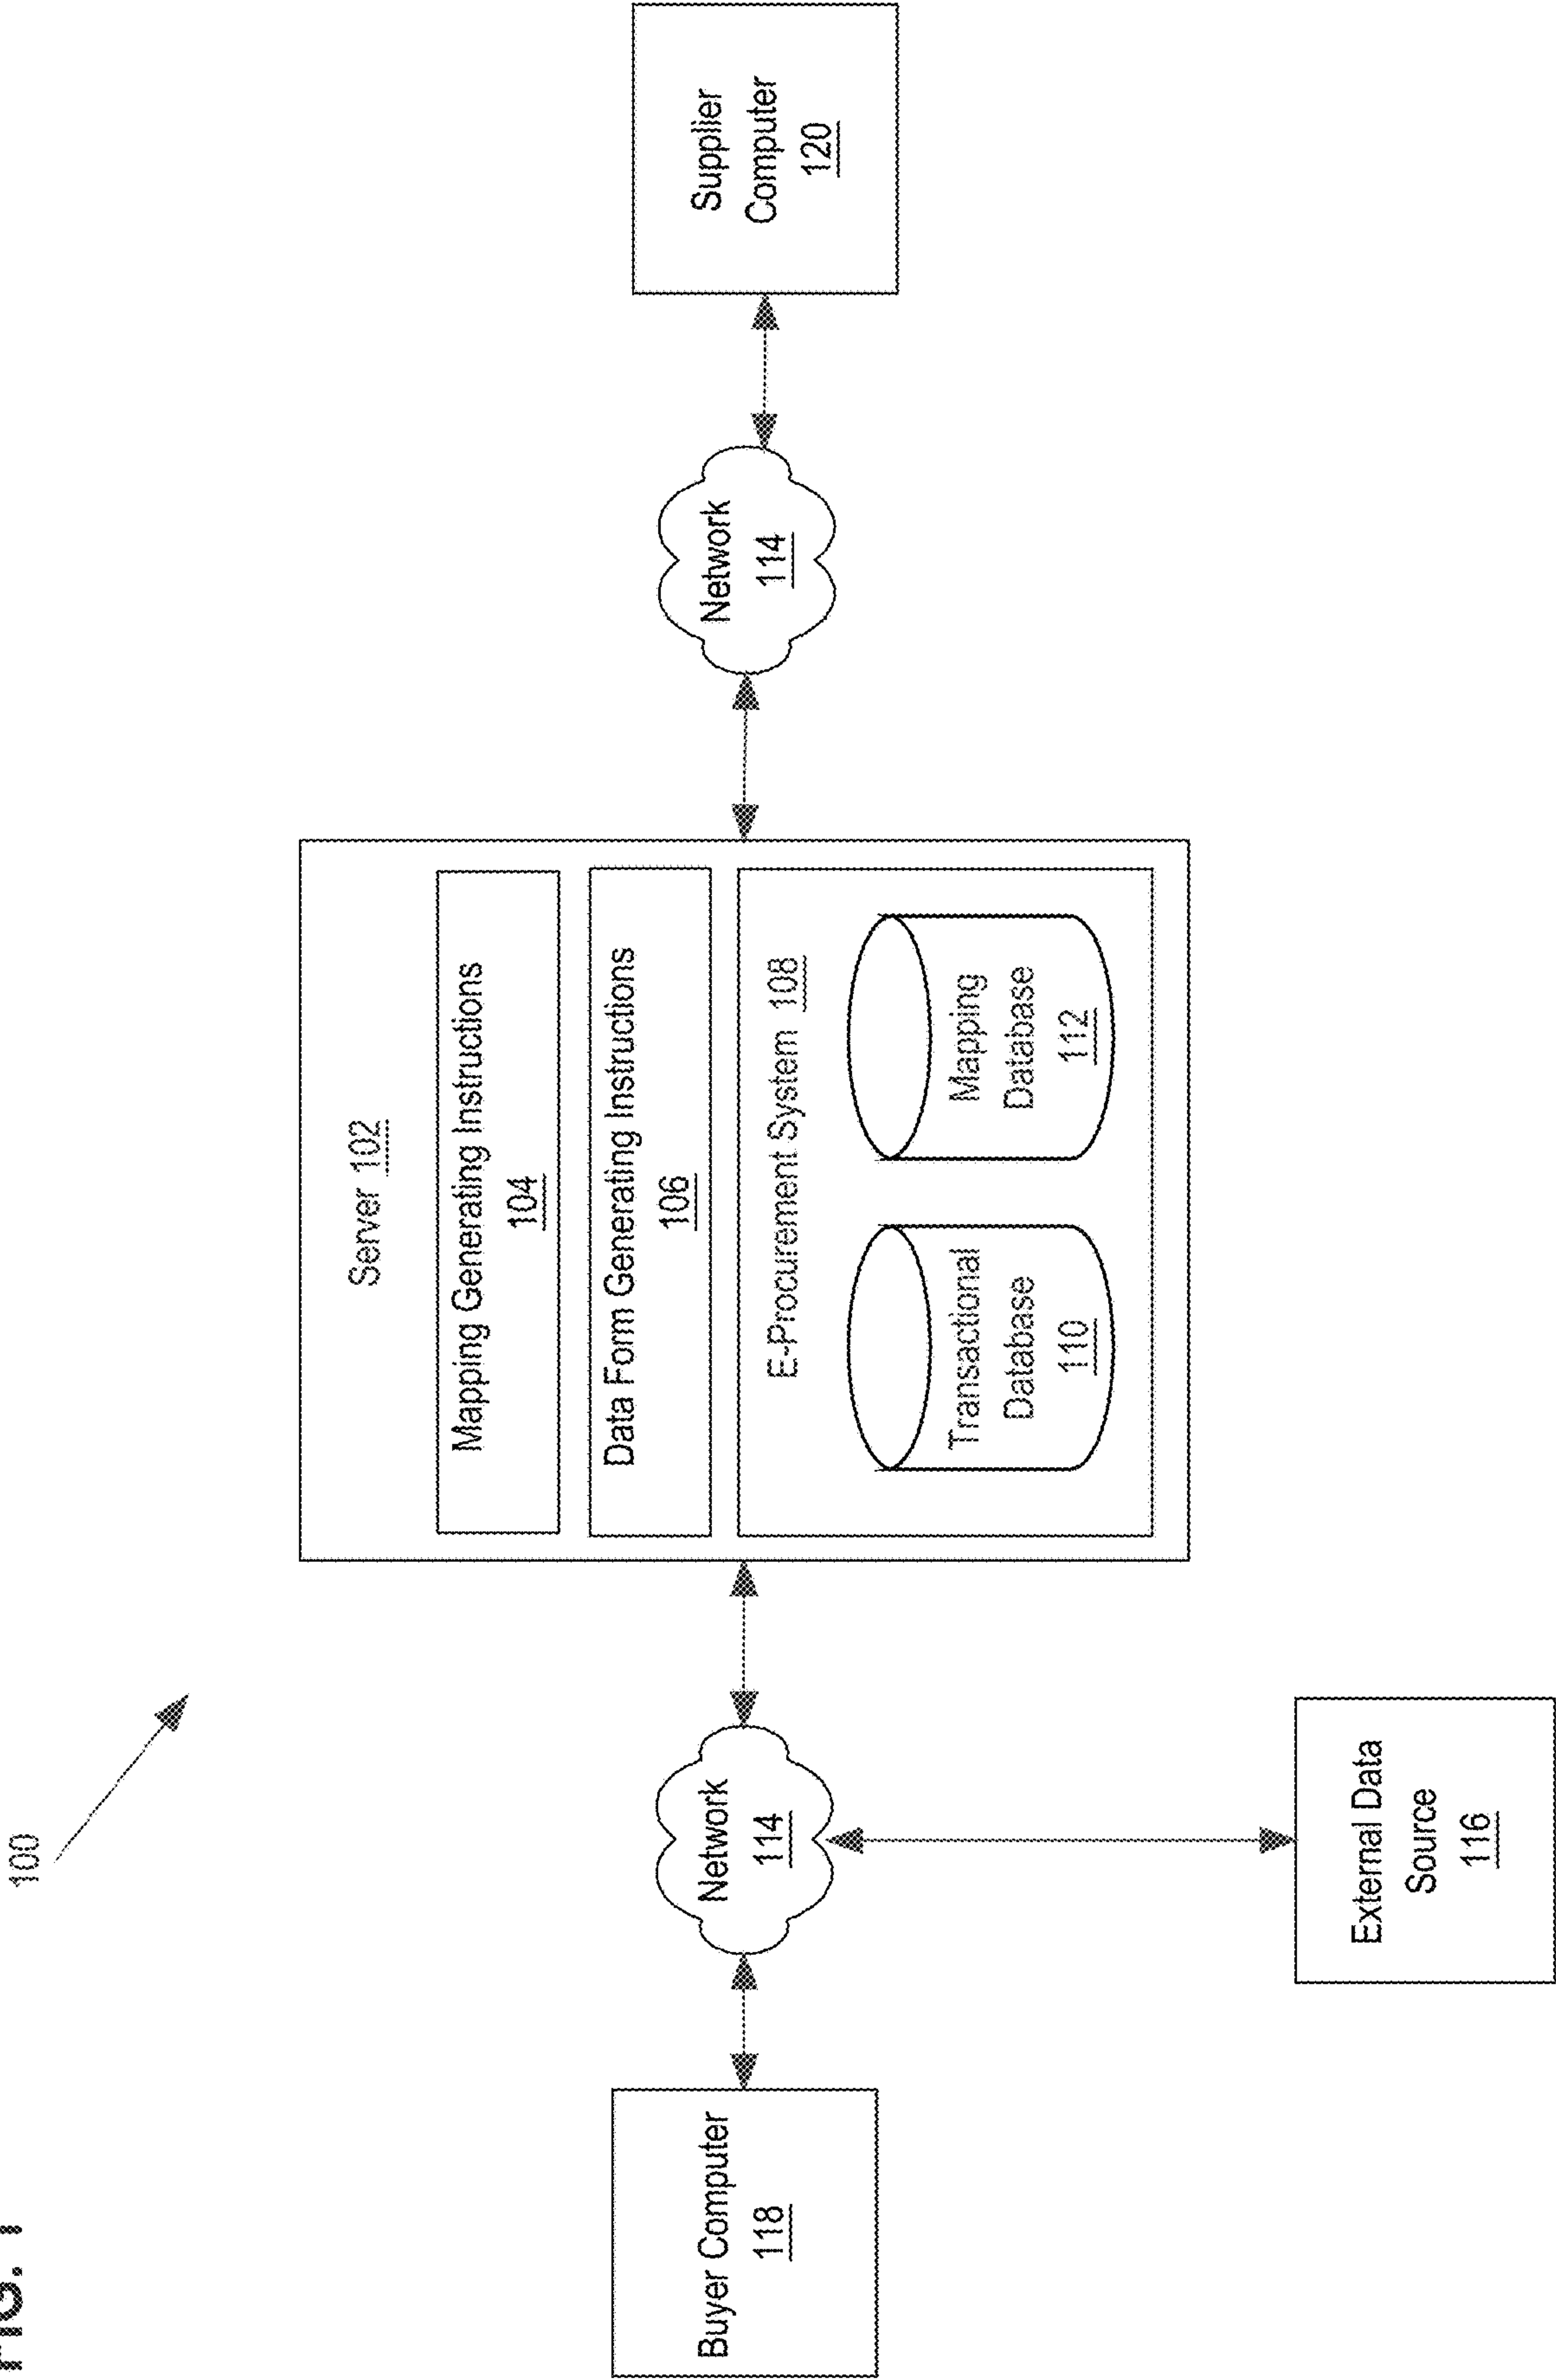 FIG. 1
100
Server 102
Mapping Generating Instructions
104
Data Form Generating Instructions
106
E-Procurement System 108
Transactional
Database
110
Mapping
Database
112
Buyer Computer
118
Network
114
Network
114
Supplier
Computer
120
External Data
Source
116